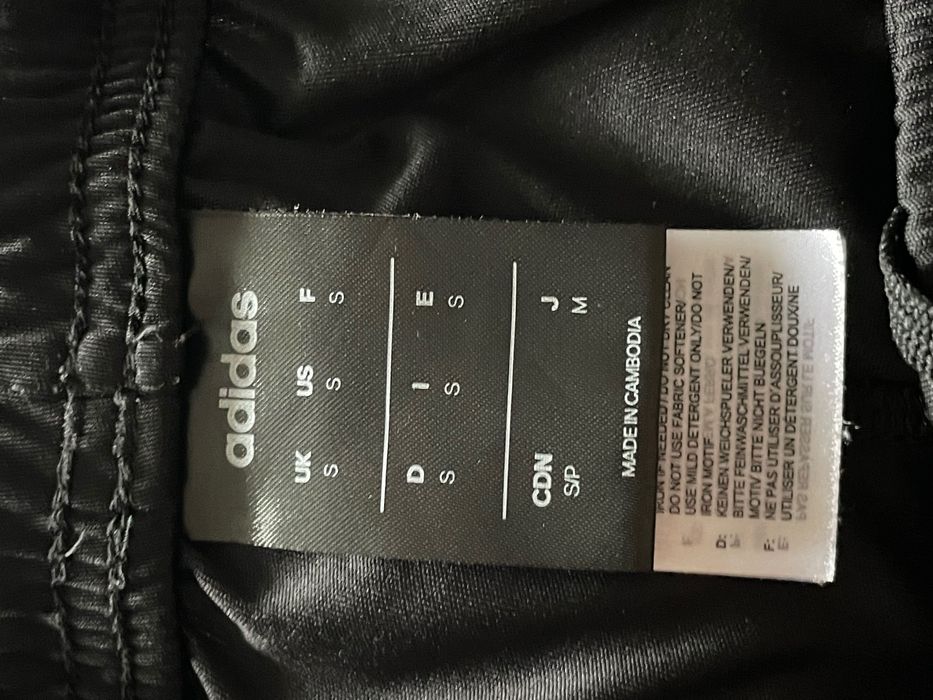 adidas
UK US F
S S S
D I E
S S S
CDN J
S/P M
MADE IN CAMBODIA
DO NOT USE FABRIC SOFTENER/
USE MILD DETERGENT ONLY/DO NOT
IRON MOTIF
D: KEINEN WEICHSPUELER VERWENDEN/
BITTE FEINWASCHMITTEL VERWENDEN/
MOTIV BITTE NICHT BUEGELN
F: NE PAS UTILISER D'ASSOUPLISSEUR/
UTILISER UN DETERGENT DOUX/NE